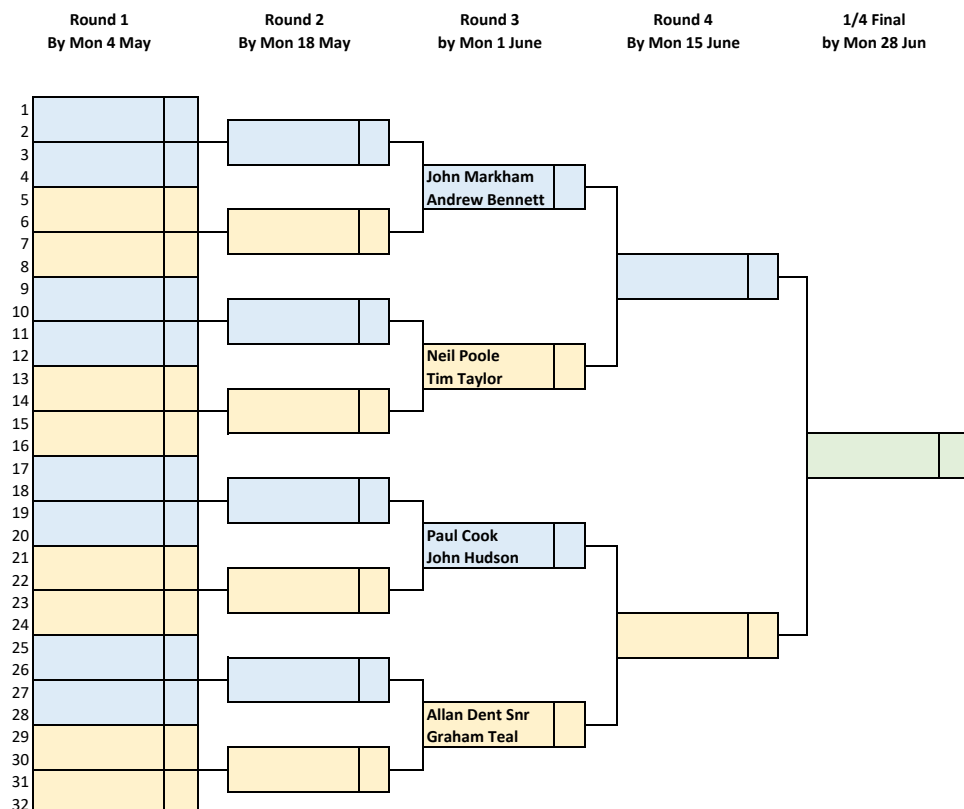 Round 1
By Mon 4 May
Round 2
By Mon 18 May
Round 3
by Mon 1 June
Round 4
By Mon 15 June
1/4 Final
by Mon 28 Jun
1
2
3
4
5
6
7
8
9
10
11
12
13
14
15
16
17
18
19
20
21
22
23
24
25
26
27
28
29
30
31
32
John Markham
Andrew Bennett
Neil Poole
Tim Taylor
Paul Cook
John Hudson
Allan Dent Snr
Graham Teal